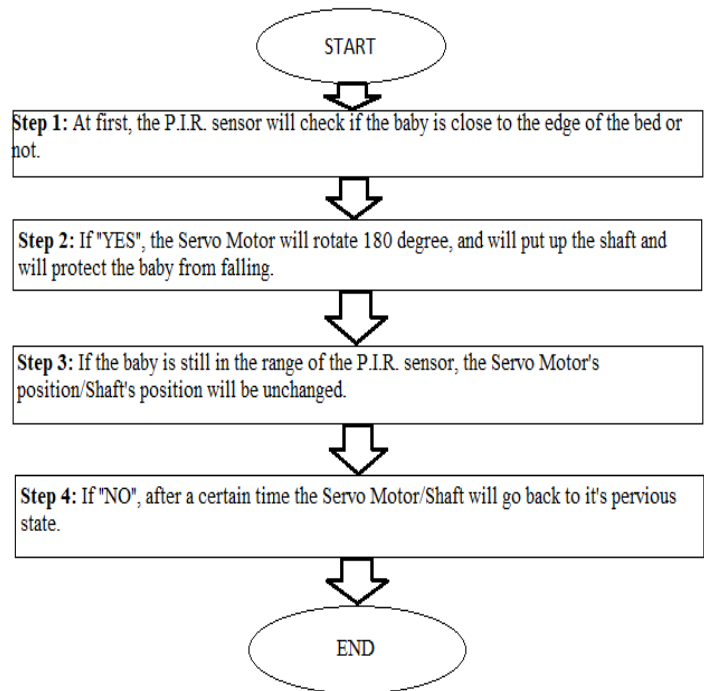 START
Step 1: At first, the P.I.R. sensor will check if the baby is close to the edge of the bed or
not.
Step 2: If "YES", the Servo Motor will rotate 180 degree, and will put up the shaft and
will protect the baby from falling.
Step 3: If the baby is still in the range of the P.I.R. sensor, the Servo Motor's
position/Shaft's position will be unchanged.
Step 4: If "NO", after a certain time the Servo Motor/Shaft will go back to it's pervious
state.
END